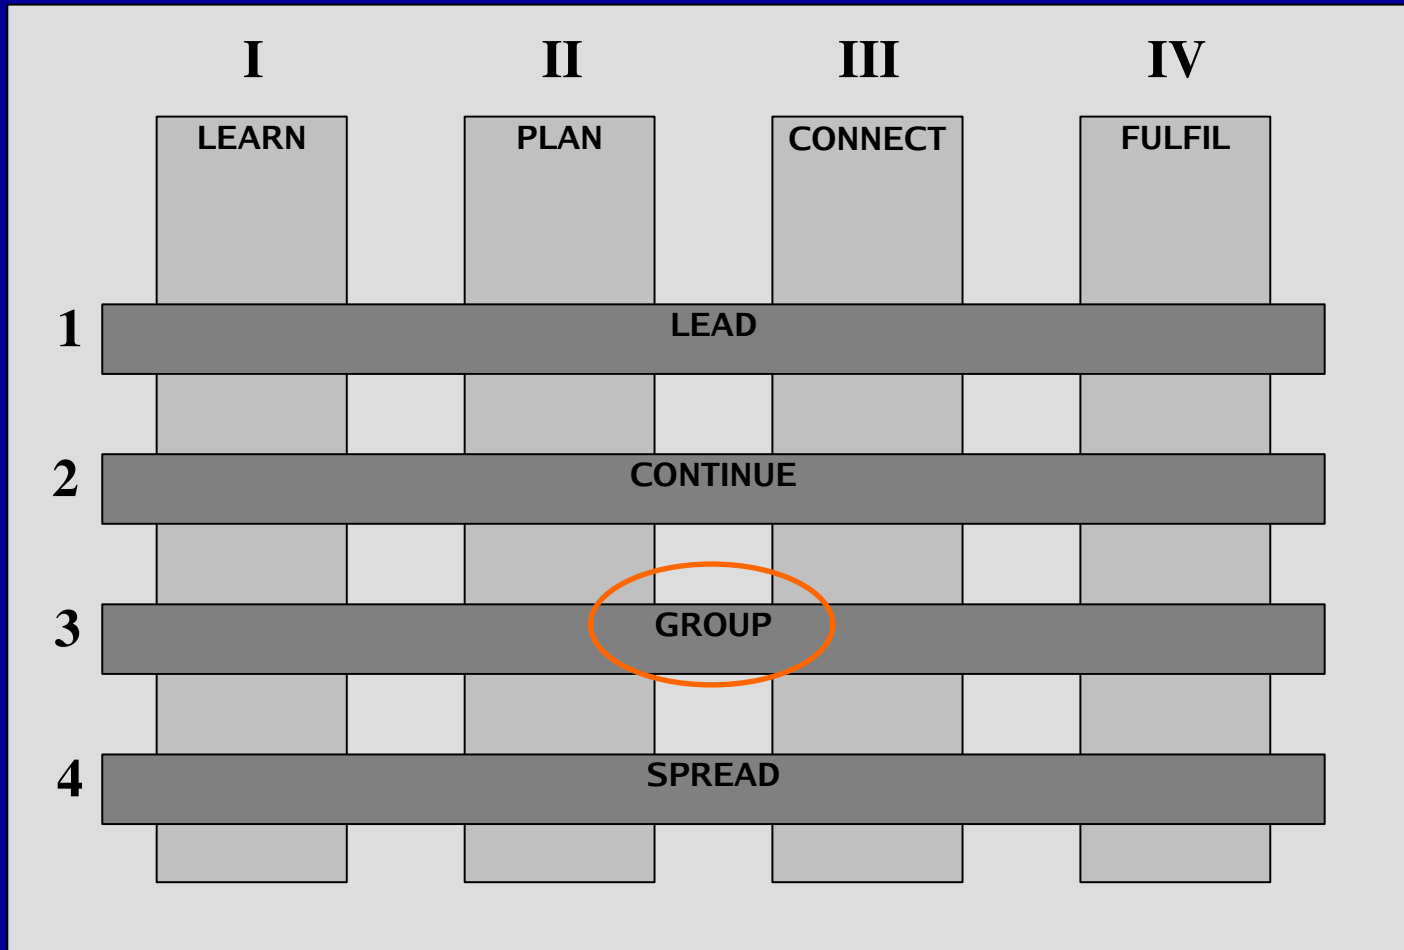 I II III IV
LEARN PLAN CONNECT FULFIL
1 LEAD
2 CONTINUE
3 GROUP
4 SPREAD